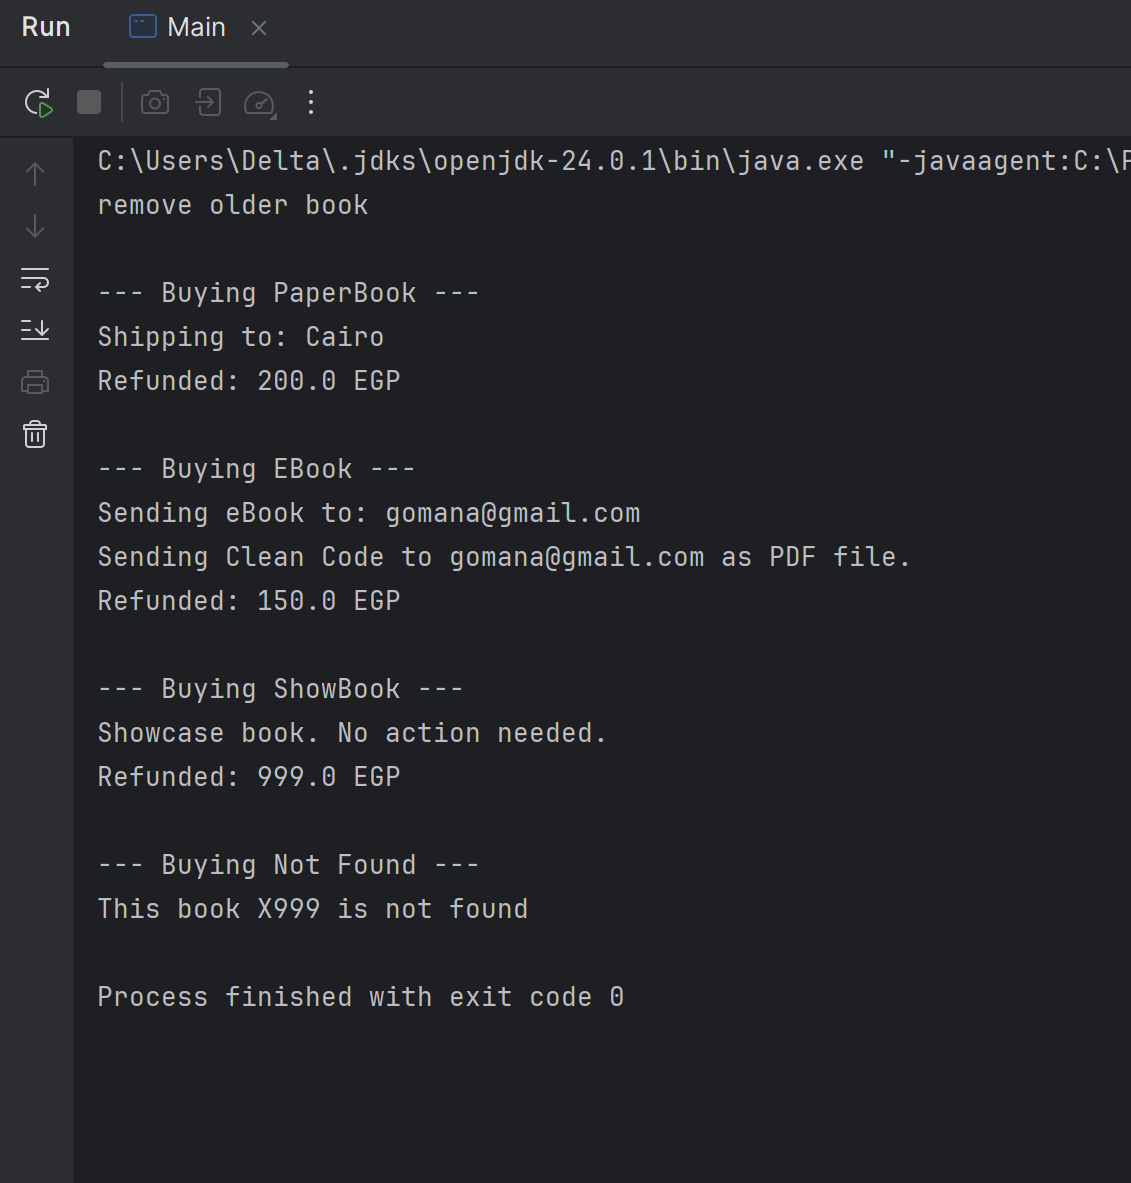 Run
Main
C:\Users\Delta\.jdks\openjdk-24.0.1\bin\java.exe "-javaagent:C:\P
remove older book
--- Buying PaperBook ---
Shipping to: Cairo
Refunded: 200.0 EGP
--- Buying EBook ---
Sending eBook to: gomana@gmail.com
Sending Clean Code to gomana@gmail.com as PDF file.
Refunded: 150.0 EGP
--- Buying ShowBook ---
Showcase book. No action needed.
Refunded: 999.0 EGP
--- Buying Not Found ---
This book X999 is not found
Process finished with exit code 0